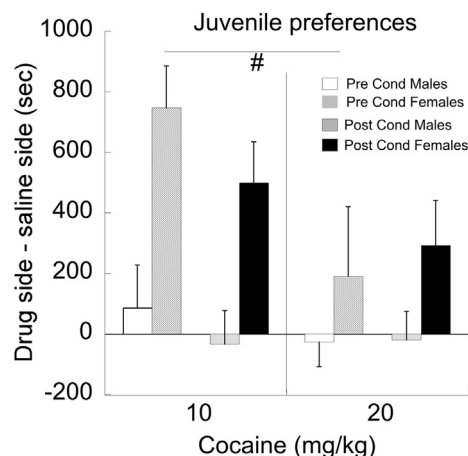 Juvenile preferences
#
Pre Cond Males
Pre Cond Females
Post Cond Males
Post Cond Females
Drug side - saline side (sec)
1000
800
600
400
200
0
-200
10
20
Cocaine (mg/kg)